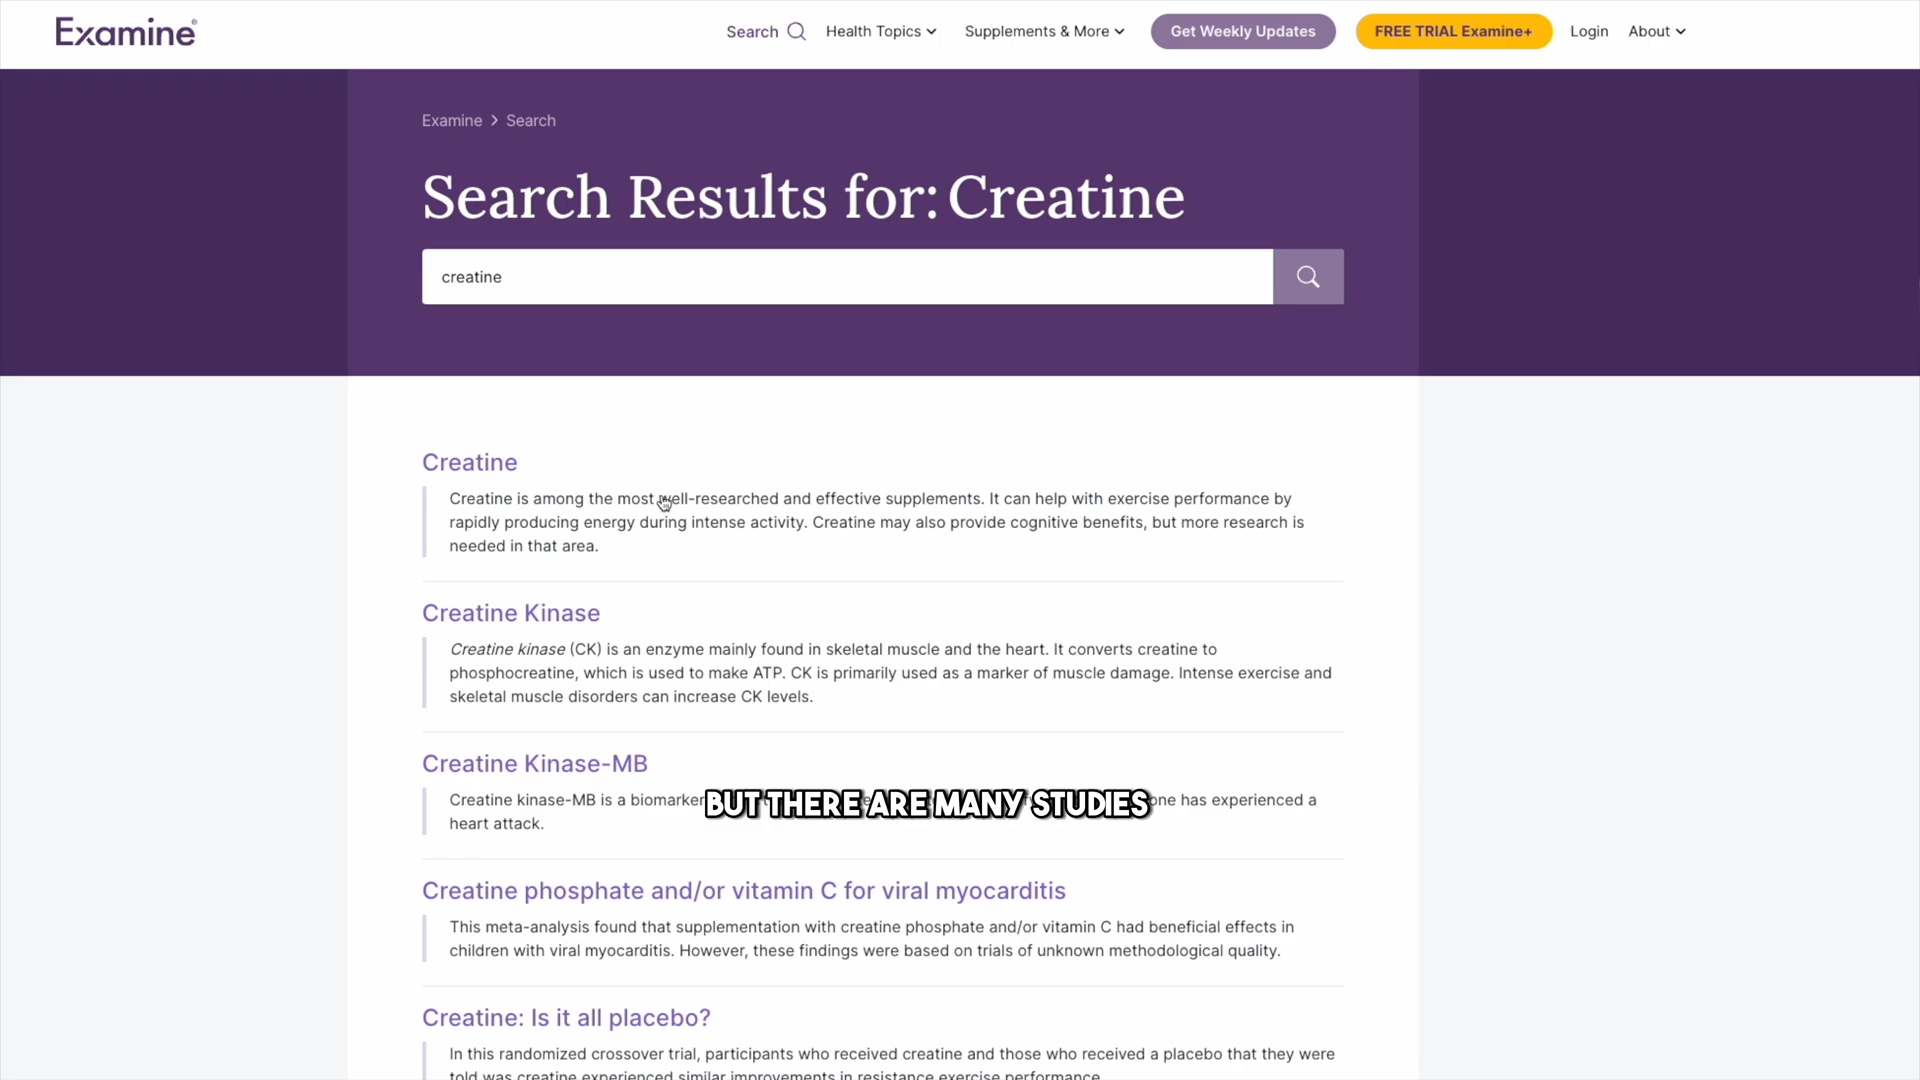 Examine®
Search Health Topics Supplements & More Get Weekly Updates FREE TRIAL Examine+ Login About
Examine > Search
Search Results for: Creatine
creatine
Creatine
Creatine is among the most well-researched and effective supplements. It can help with exercise performance by
rapidly producing energy during intense activity. Creatine may also provide cognitive benefits, but more research is
needed in that area.
Creatine Kinase
Creatine kinase (CK) is an enzyme mainly found in skeletal muscle and the heart. It converts creatine to
phosphocreatine, which is used to make ATP. CK is primarily used as a marker of muscle damage. Intense exercise and
skeletal muscle disorders can increase CK levels.
Creatine Kinase-MB
Creatine kinase-MB is a biomarker one has experienced a
BUT THERE ARE MANY STUDIES
heart attack.
Creatine phosphate and/or vitamin C for viral myocarditis
This meta-analysis found that supplementation with creatine phosphate and/or vitamin C had beneficial effects in
children with viral myocarditis. However, these findings were based on trials of unknown methodological quality.
Creatine: Is it all placebo?
In this randomized crossover trial, participants who received creatine and those who received a placebo that they were
told was creatine experienced similar improvements in resistance exercise performance.